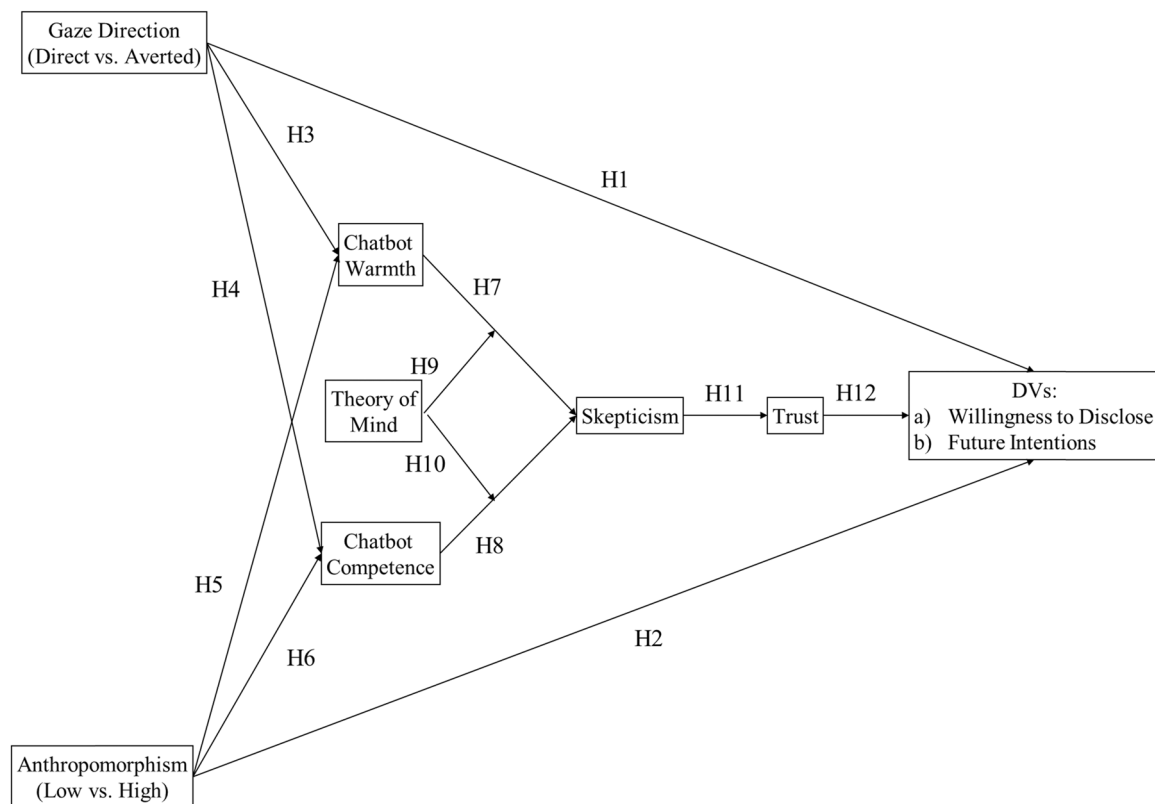 Gaze Direction
(Direct vs. Averted)
H3
H1
Chatbot
Warmth
H4
H7
H9
Theory of
Mind
H10
Skepticism
H11
Trust
H12
DVs:
a) Willingness to Disclose
b) Future Intentions
Chatbot
Competence
H8
H5
H6
H2
Anthropomorphism
(Low vs. High)